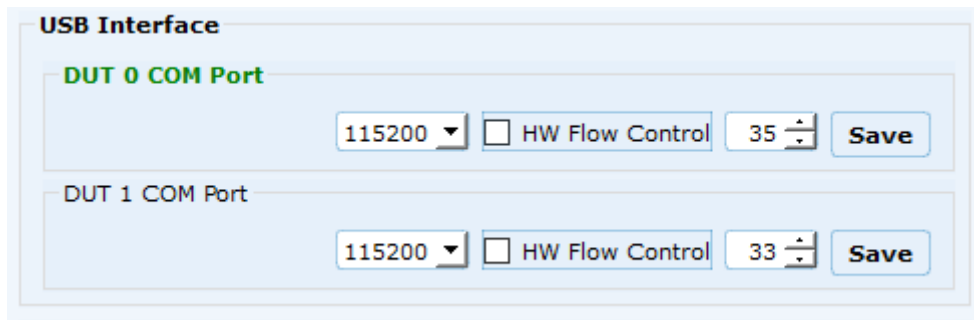 USB Interface
DUT 0 COM Port
115200 HW Flow Control 35 Save
DUT 1 COM Port
115200 HW Flow Control 33 Save